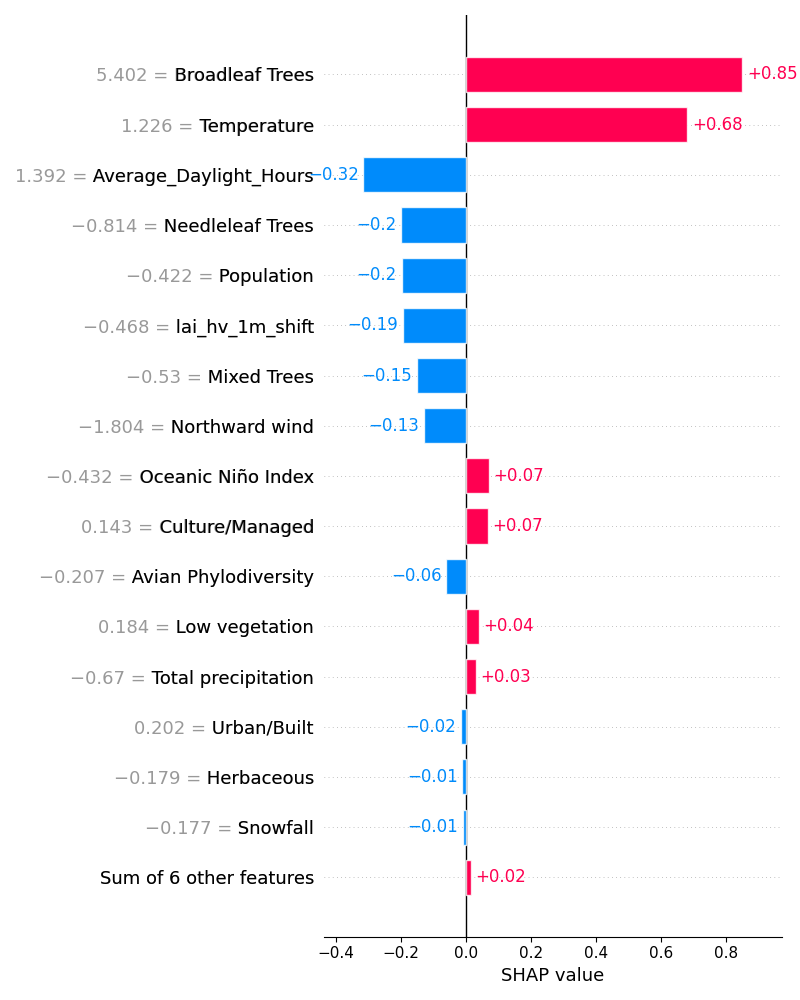 5.402 = Broadleaf Trees +0.85
1.226 = Temperature +0.68
1.392 = Average_Daylight_Hours −0.32
−0.814 = Needleleaf Trees −0.2
−0.422 = Population −0.2
−0.468 = lai_hv_1m_shift −0.19
−0.53 = Mixed Trees −0.15
−1.804 = Northward wind −0.13
−0.432 = Oceanic Niño Index +0.07
0.143 = Culture/Managed +0.07
−0.207 = Avian Phylodiversity −0.06
0.184 = Low vegetation +0.04
−0.67 = Total precipitation +0.03
0.202 = Urban/Built −0.02
−0.179 = Herbaceous −0.01
−0.177 = Snowfall −0.01
Sum of 6 other features +0.02
−0.4 −0.2 0.0 0.2 0.4 0.6 0.8
SHAP value